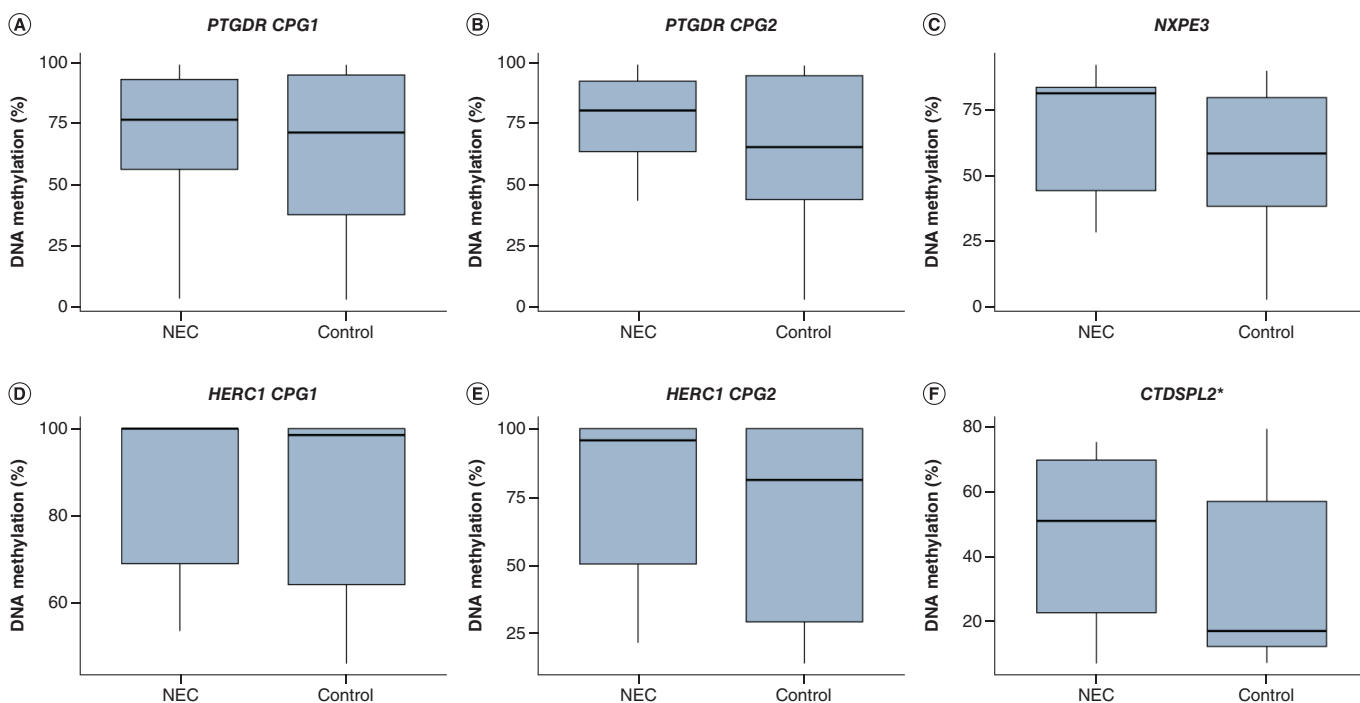 A PTGDR CPG1
DNA methylation (%)
100
75
50
25
0
NEC Control
B PTGDR CPG2
DNA methylation (%)
100
75
50
25
0
NEC Control
C NXPE3
DNA methylation (%)
75
50
25
0
NEC Control
D HERC1 CPG1
DNA methylation (%)
100
80
60
NEC Control
E HERC1 CPG2
DNA methylation (%)
100
75
50
25
NEC Control
F CTDSPL2*
DNA methylation (%)
80
60
40
20
NEC Control